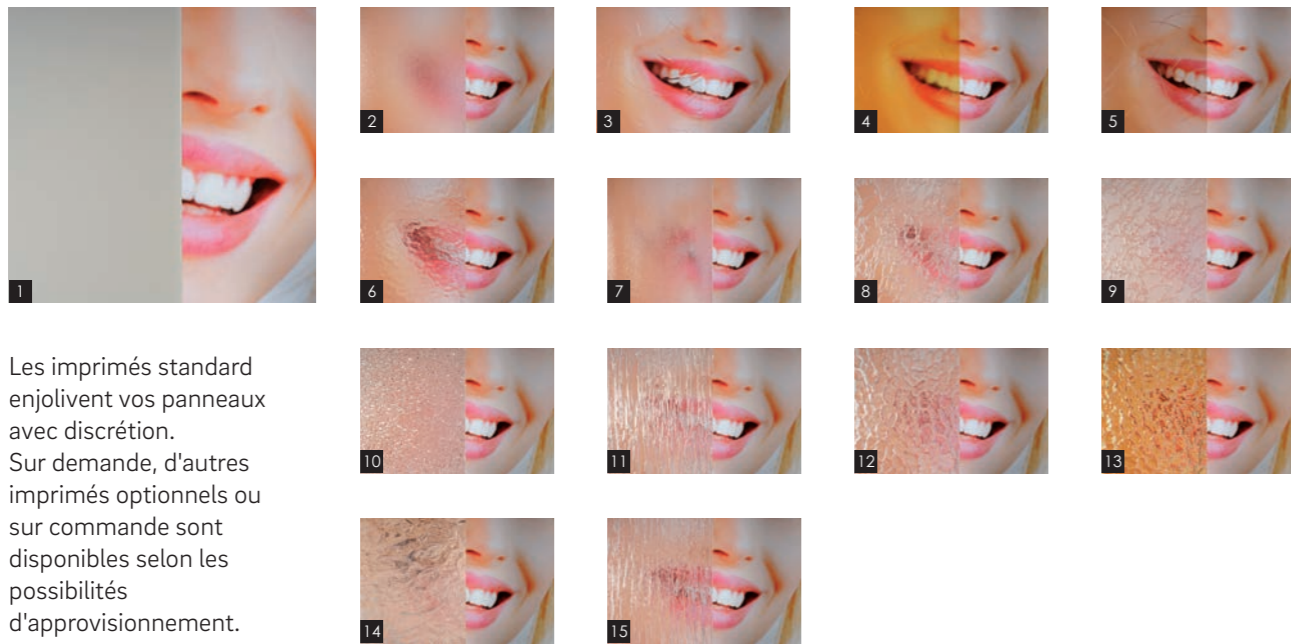 1
2
3
4
5
6
7
8
9
Les imprimés standard
enjolivent vos panneaux
avec discrétion.
Sur demande, d'autres
imprimés optionnels ou
sur commande sont
disponibles selon les
possibilités
d'approvisionnement.
10
11
12
13
14
15